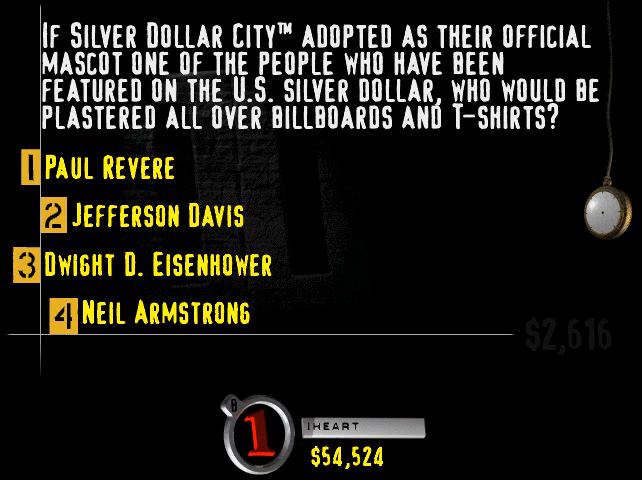 If Silver Dollar City™ adopted as their official
mascot one of the people who have been
featured on the U.S. silver dollar, who would be
plastered all over billboards and T-shirts?
1 Paul Revere
2 Jefferson Davis
3 Dwight D. Eisenhower
4 Neil Armstrong
$2,616
B
1 IHEART
$54,524